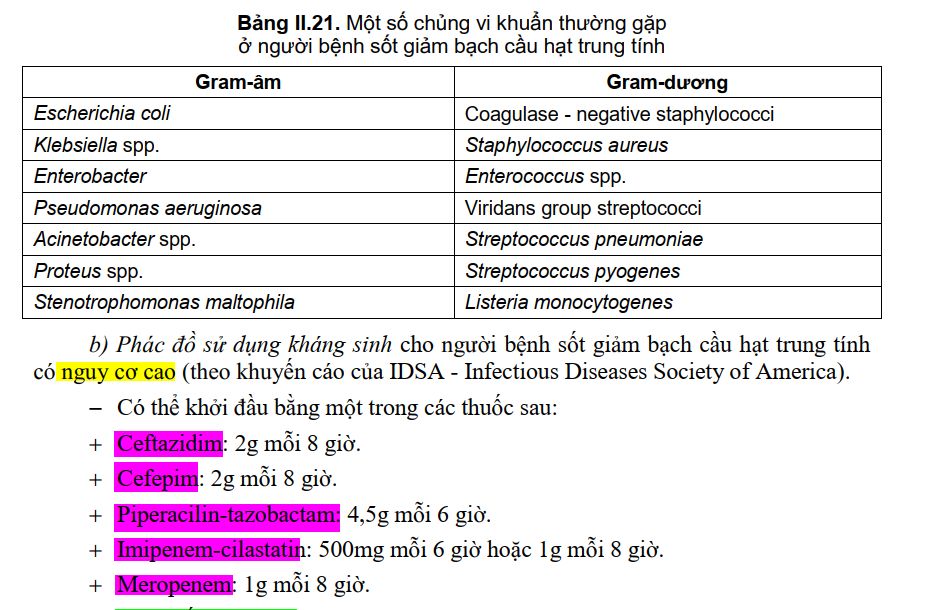 Bảng II.21. Một số chủng vi khuẩn thường gặp
ở người bệnh sốt giảm bạch cầu hạt trung tính
Gram-âm Gram-dương
Escherichia coli Coagulase - negative staphylococci
Klebsiella spp. Staphylococcus aureus
Enterobacter Enterococcus spp.
Pseudomonas aeruginosa Viridans group streptococci
Acinetobacter spp. Streptococcus pneumoniae
Proteus spp. Streptococcus pyogenes
Stenotrophomonas maltophila Listeria monocytogenes
b) Phác đồ sử dụng kháng sinh cho người bệnh sốt giảm bạch cầu hạt trung tính
có nguy cơ cao (theo khuyến cáo của IDSA - Infectious Diseases Society of America).
− Có thể khởi đầu bằng một trong các thuốc sau:
+ Ceftazidim: 2g mỗi 8 giờ.
+ Cefepim: 2g mỗi 8 giờ.
+ Piperacilin-tazobactam: 4,5g mỗi 6 giờ.
+ Imipenem-cilastatin: 500mg mỗi 6 giờ hoặc 1g mỗi 8 giờ.
+ Meropenem: 1g mỗi 8 giờ.